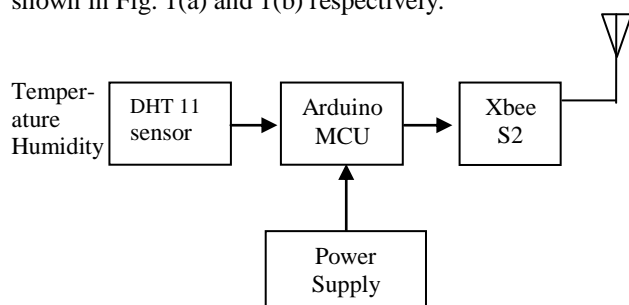 shown in Fig. 1(a) and 1(b) respectively.
Temper-
ature
Humidity
DHT 11
sensor
Arduino
MCU
Xbee
S2
Power
Supply